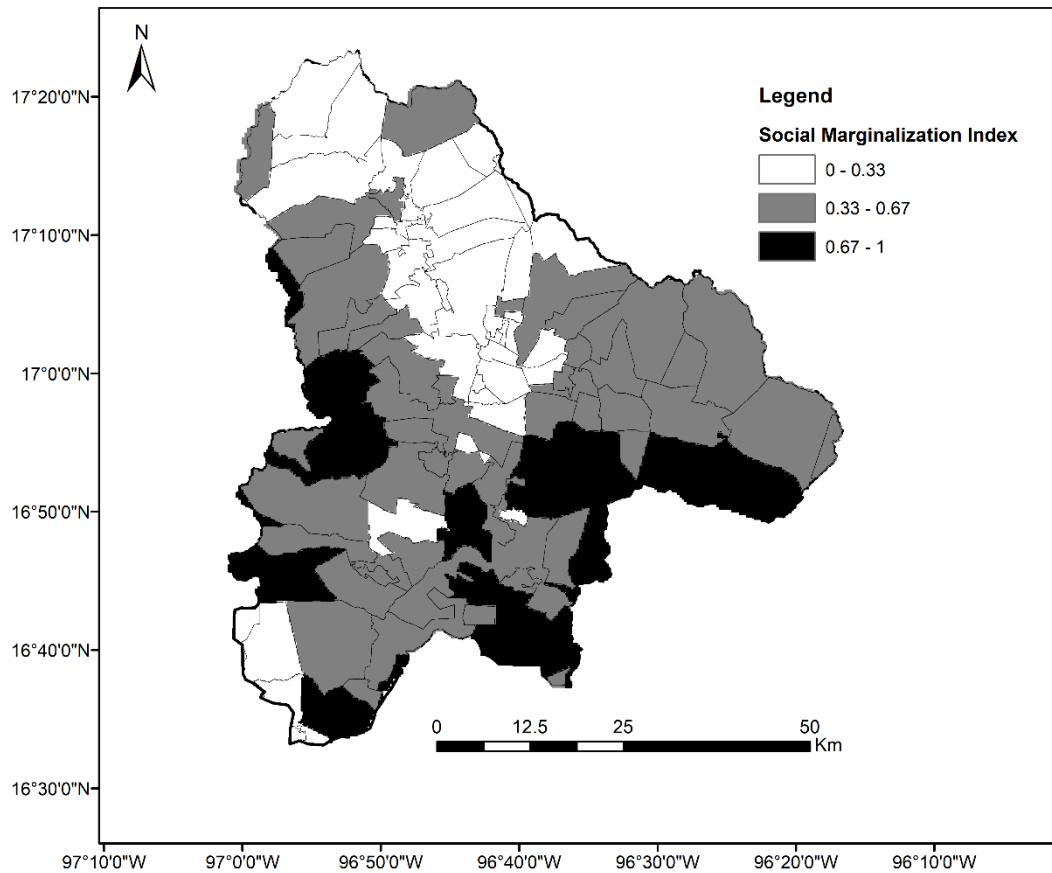 N
17°20'0"N
17°10'0"N
17°0'0"N
16°50'0"N
16°40'0"N
16°30'0"N
Legend
Social Marginalization Index
0 - 0.33
0.33 - 0.67
0.67 - 1
0 12.5 25 50
Km
97°10'0"W 97°0'0"W 96°50'0"W 96°40'0"W 96°30'0"W 96°20'0"W 96°10'0"W